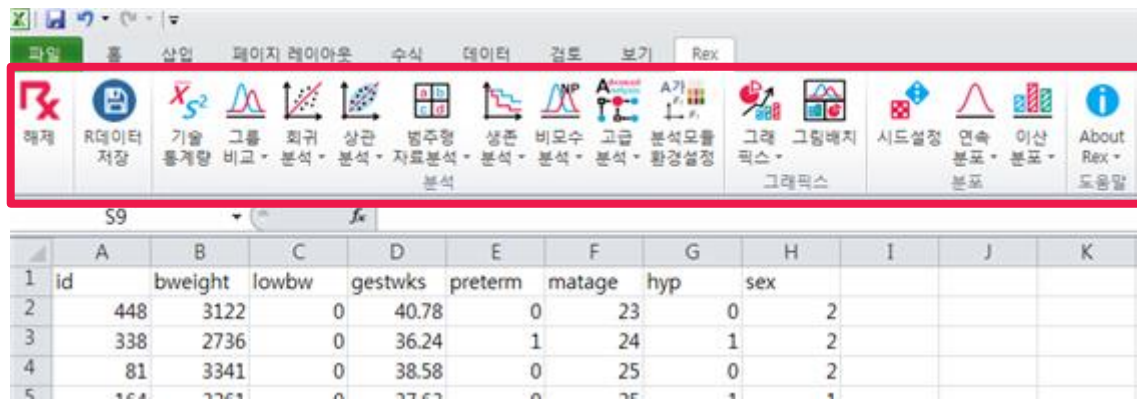 파일 홈 삽입 페이지 레이아웃 수식 데이터 검토 보기 Rex
해제 R데이터 저장 기술 통계량 그룹 비교 회귀 분석 상관 분석 범주형 자료분석 생존 분석 비모수 분석 고급 분석 분석모듈 환경설정 그래픽스 그림배치 시드설정 연속 분포 이산 분포 About Rex
분석 그래픽스 분포 도움말
S9 fx
A B C D E F G H I J K
1 id bweight lowbw gestwks preterm matage hyp sex
2 448 3122 0 40.78 0 23 0 2
3 338 2736 0 36.24 1 24 1 2
4 81 3341 0 38.58 0 25 0 2